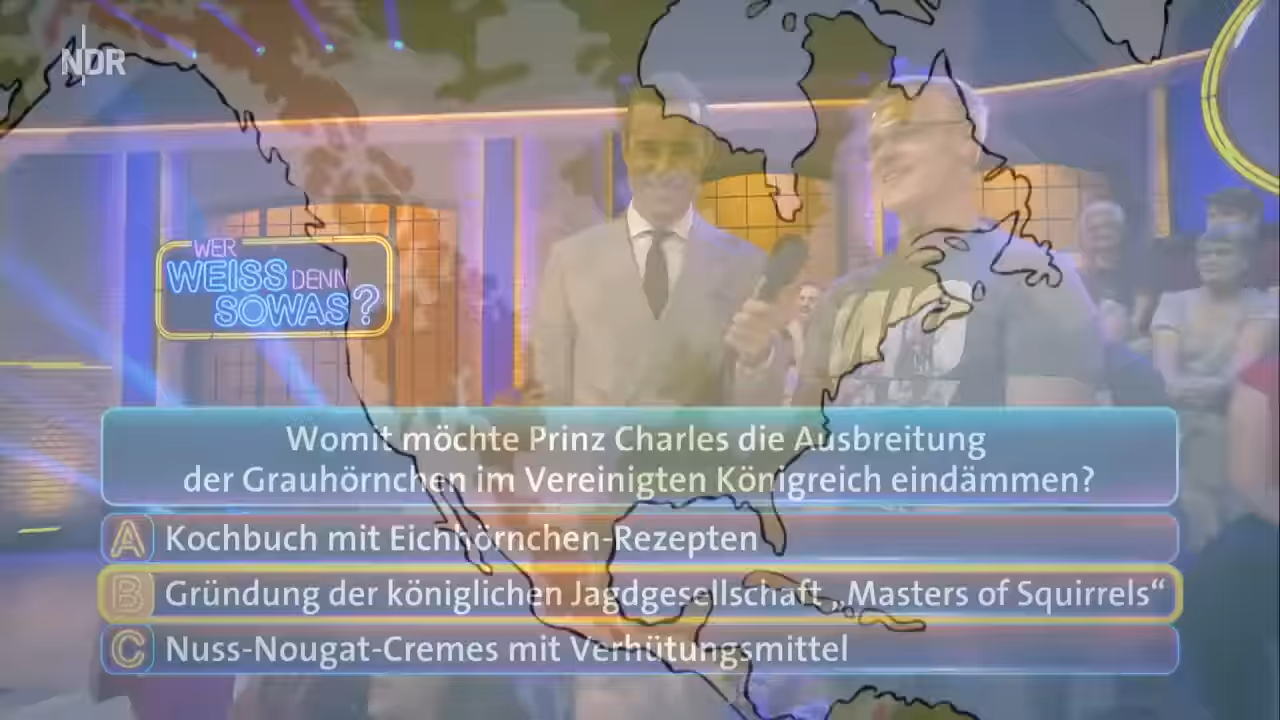 NDR
WER
WEISS DENN
SOWAS?
Womit möchte Prinz Charles die Ausbreitung
der Grauhörnchen im Vereinigten Königreich eindämmen?
A Kochbuch mit Eichhörnchen-Rezepten
B Gründung der königlichen Jagdgesellschaft „Masters of Squirrels“
C Nuss-Nougat-Cremes mit Verhütungsmittel